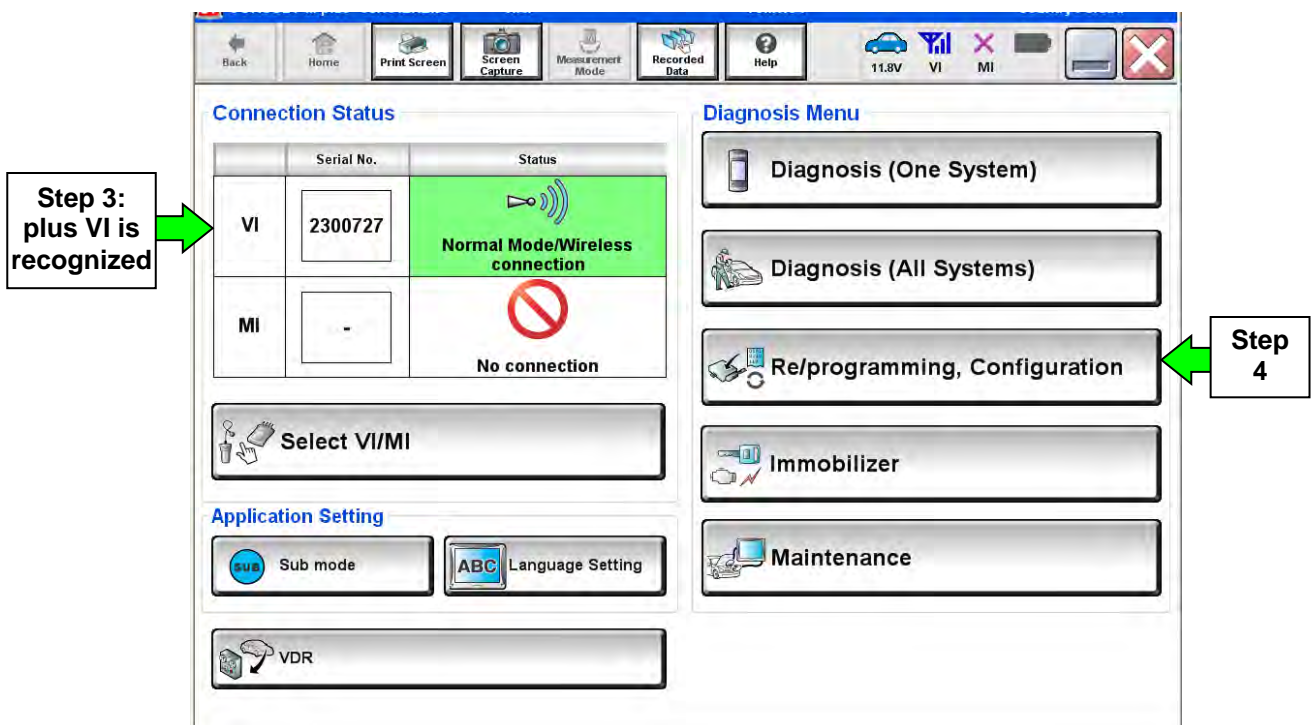 Back
Home
Print Screen
Screen
Capture
Measurement
Mode
Recorded
Data
Help
11.8V
VI
MI
Connection Status
Serial No.
Status
VI
2300727
Normal Mode/Wireless
connection
MI
-
No connection
Select VI/MI
Application Setting
SUB
Sub mode
ABC
Language Setting
VDR
Diagnosis Menu
Diagnosis (One System)
Diagnosis (All Systems)
Re/programming, Configuration
Immobilizer
Maintenance
Step 3:
plus VI is
recognized
Step
4